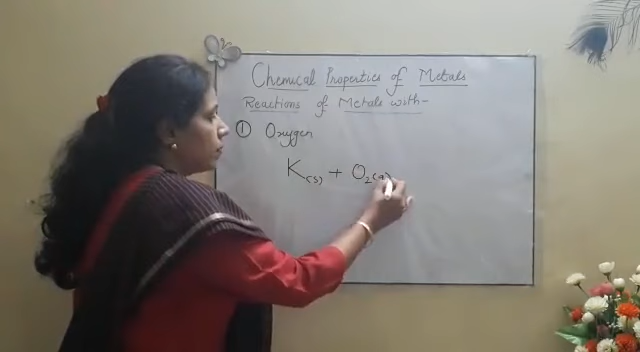 Chemical Properties of Metals
Reactions of Metals with-
① Oxygen
K(s) + O₂(g)